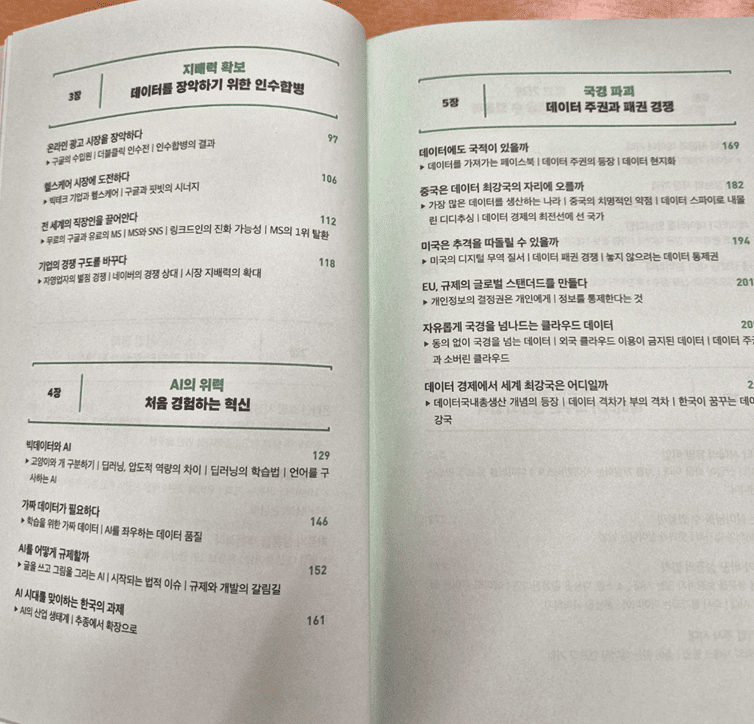 3장
지배력 확보
데이터를 장악하기 위한 인수합병
온라인 광고 시장을 장악하다 97
▸ 구글의 수입원 | 더블클릭 인수전 | 인수합병의 결과
헬스케어 시장에 도전하다 106
▸ 빅테크 기업과 헬스케어 | 구글과 핏빗의 시너지
전 세계의 직장인을 끌어안다 112
▸ 무료의 구글과 유료의 MS | MS와 SNS | 링크드인의 진화 가능성 | MS의 1위 탈환
기업의 경쟁 구도를 바꾸다 118
▸ 자영업자의 별점 경쟁 | 네이버의 경쟁 상대 | 시장 지배력의 확대
4장
AI의 위력
처음 경험하는 혁신
빅데이터와 AI 129
▸ 고양이와 개 구분하기 | 딥러닝, 압도적 역량의 차이 | 딥러닝의 학습법 | 언어를 구
사하는 AI
가짜 데이터가 필요하다 146
▸ 학습을 위한 가짜 데이터 | AI를 좌우하는 데이터 품질
AI를 어떻게 규제할까 152
▸ 글을 쓰고 그림을 그리는 AI | 시작되는 법적 이슈 | 규제와 개발의 갈림길
AI 시대를 맞이하는 한국의 과제 161
▸ AI의 산업 생태계 | 추종에서 확장으로
5장
국경 파괴
데이터 주권과 패권 경쟁
데이터에도 국적이 있을까 169
▸ 데이터를 가져가는 페이스북 | 데이터 주권의 등장 | 데이터 현지화
중국은 데이터 최강국의 자리에 오를까 182
▸ 가장 많은 데이터를 생산하는 나라 | 중국의 치명적인 약점 | 데이터 스파이로 내몰
린 디디추싱 | 데이터 경제의 최전선에 선 국가
미국은 추격을 따돌릴 수 있을까 194
▸ 미국의 디지털 무역 질서 | 데이터 패권 경쟁 | 놓지 않으려는 데이터 통제권
EU, 규제의 글로벌 스탠더드를 만들다 201
▸ 개인정보의 결정권은 개인에게 | 정보를 통제한다는 것
자유롭게 국경을 넘나드는 클라우드 데이터 20
▸ 동의 없이 국경을 넘는 데이터 | 외국 클라우드 이용이 금지된 데이터 | 데이터 주
과 소버린 클라우드
데이터 경제에서 세계 최강국은 어디일까 2
▸ 데이터국내총생산 개념의 등장 | 데이터 격차가 부의 격차 | 한국이 꿈꾸는 데이
강국